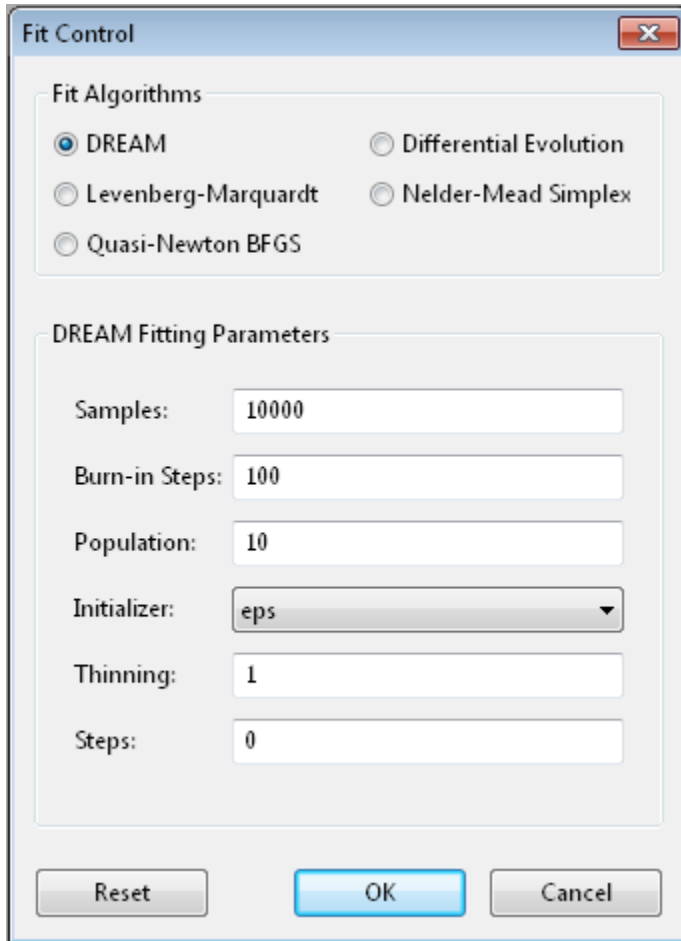 Fit Control
Fit Algorithms
DREAM
Differential Evolution
Levenberg-Marquardt
Nelder-Mead Simplex
Quasi-Newton BFGS
DREAM Fitting Parameters
Samples: 10000
Burn-in Steps: 100
Population: 10
Initializer: eps
Thinning: 1
Steps: 0
Reset OK Cancel